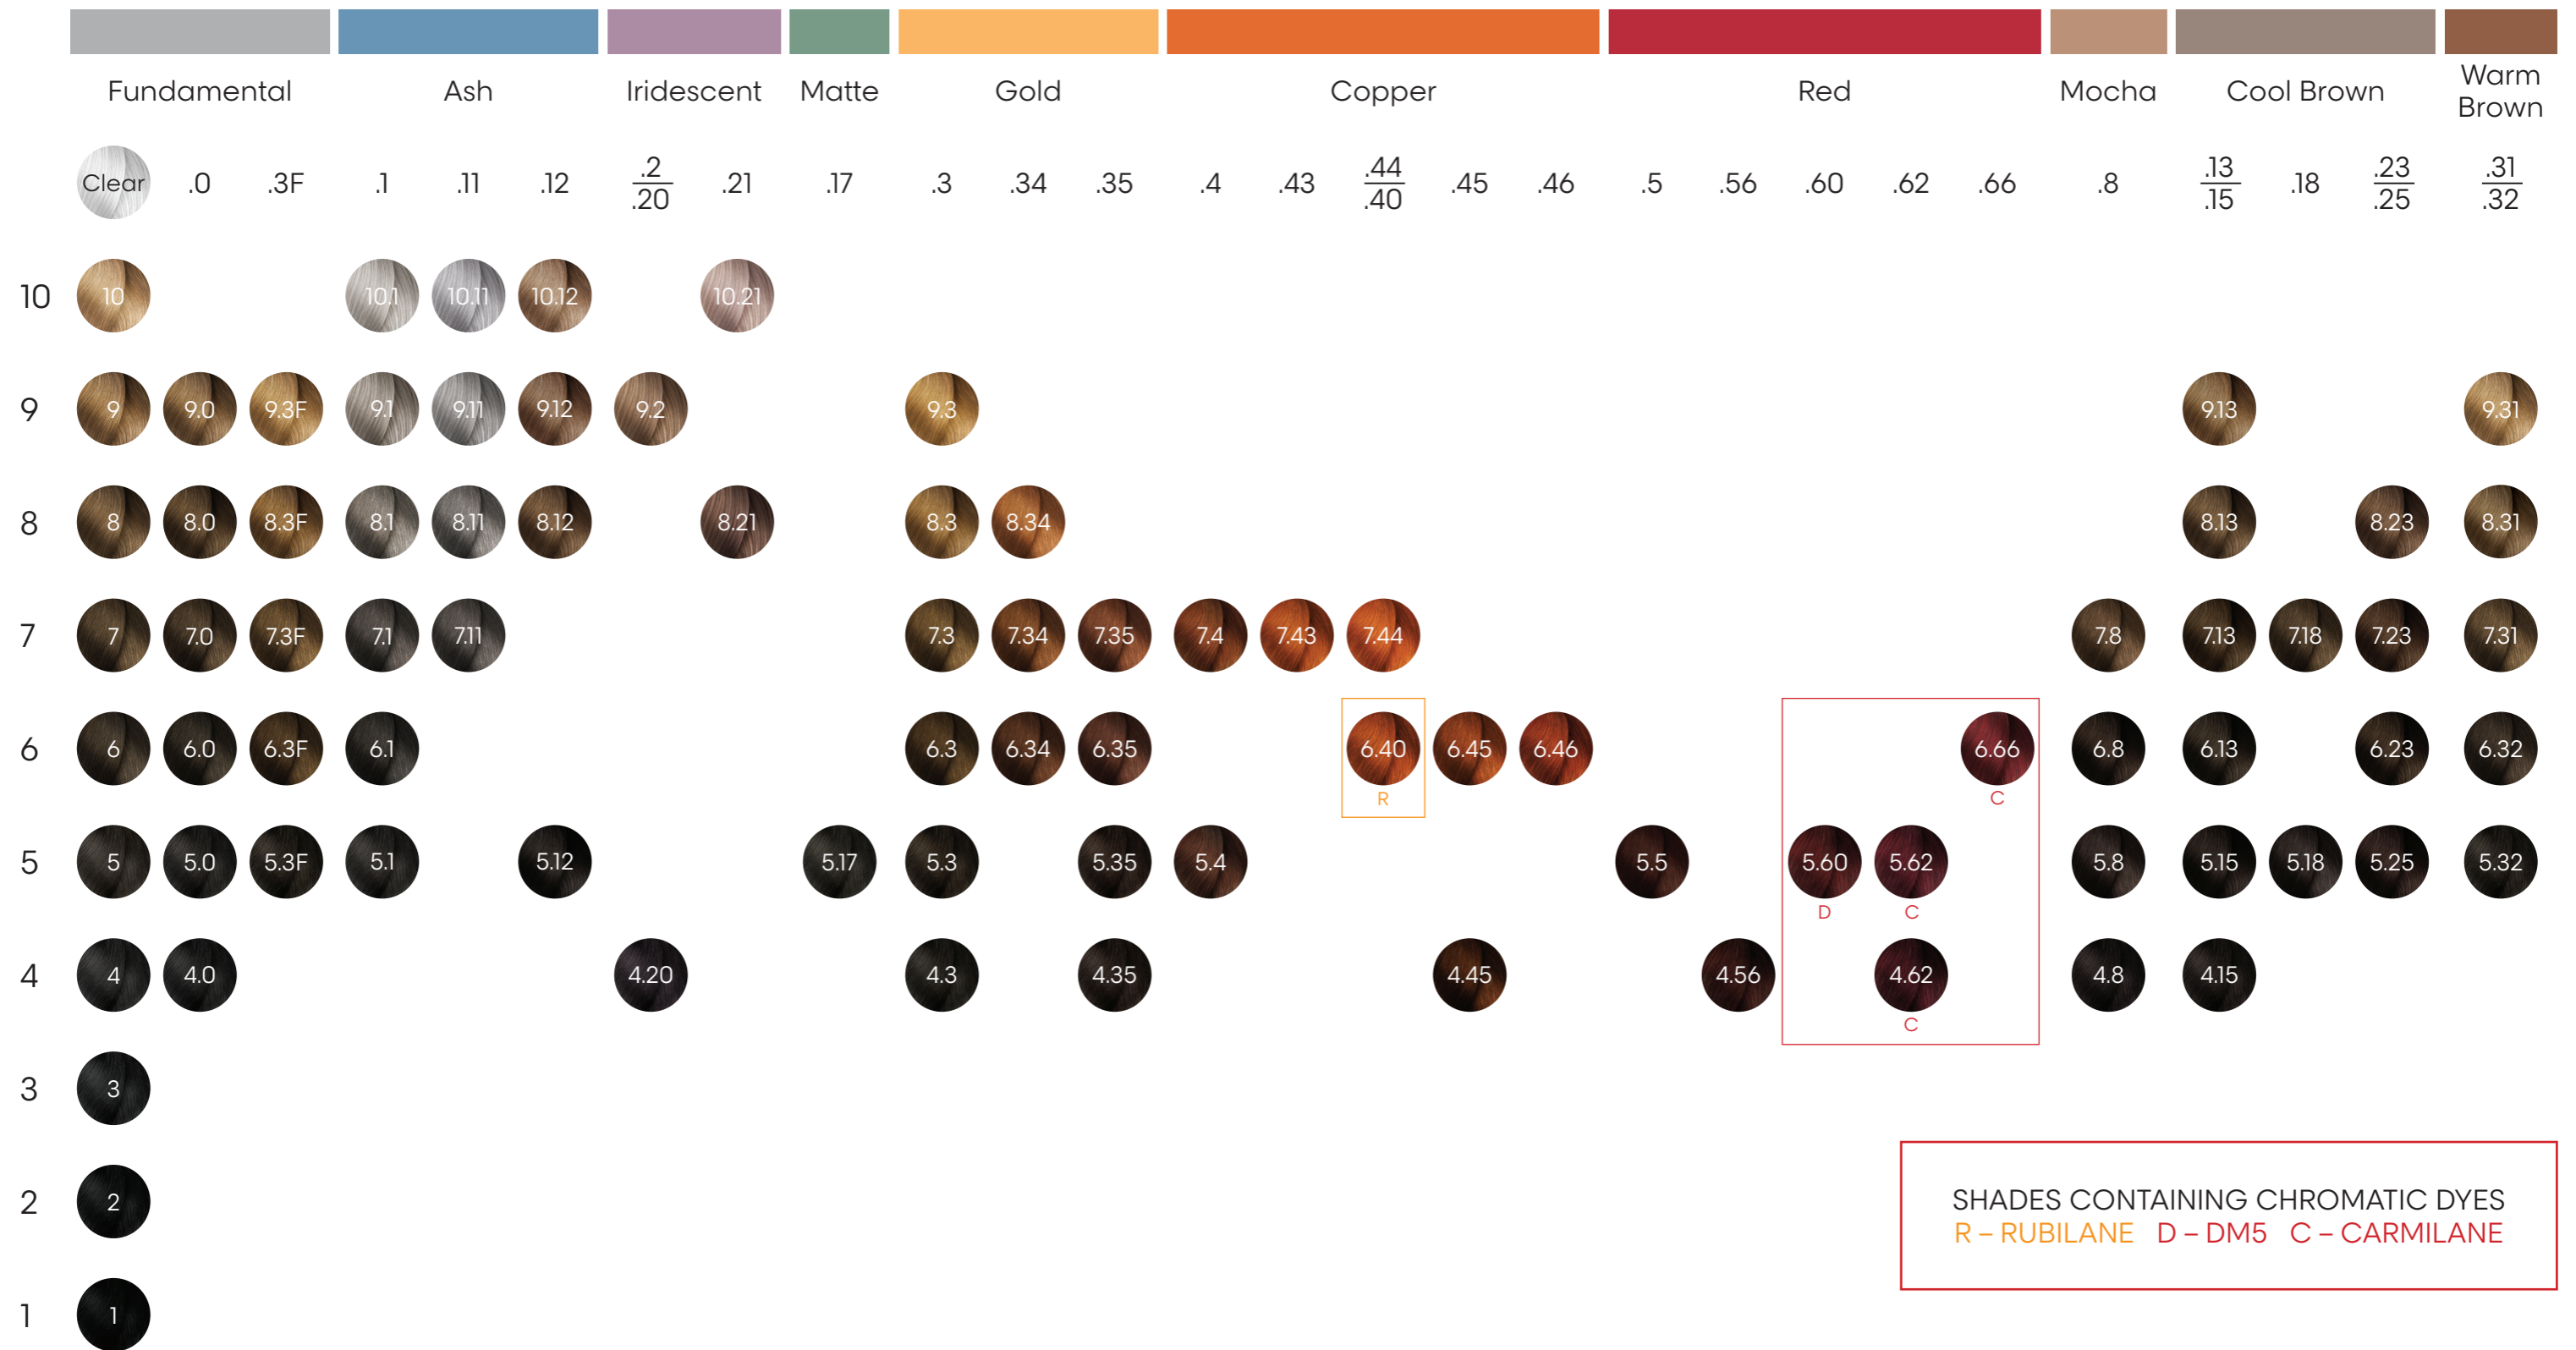 Fundamental Ash Iridescent Matte Gold Copper Red Mocha Cool Brown Warm Brown
Clear .0 .3F .1 .11 .12 .2/.20 .21 .17 .3 .34 .35 .4 .43 .44/.40 .45 .46 .5 .56 .60 .62 .66 .8 .13/.15 .18 .23/.25 .31/.32
10 10 10.1 10.11 10.12 10.21
9 9 9.0 9.3F 9.1 9.11 9.12 9.2 9.3 9.13 9.31
8 8 8.0 8.3F 8.1 8.11 8.12 8.21 8.3 8.34 8.13 8.23 8.31
7 7 7.0 7.3F 7.1 7.11 7.3 7.34 7.35 7.4 7.43 7.44 7.8 7.13 7.18 7.23 7.31
6 6 6.0 6.3F 6.1 6.3 6.34 6.35 6.40 6.45 6.46 6.66 6.8 6.13 6.23 6.32
R C
5 5 5.0 5.3F 5.1 5.12 5.17 5.3 5.35 5.4 5.5 5.60 5.62 5.8 5.15 5.18 5.25 5.32
D C
4 4 4.0 4.20 4.3 4.35 4.45 4.56 4.62 4.8 4.15
C
3 3
2 2
SHADES CONTAINING CHROMATIC DYES
R – RUBILANE D – DM5 C – CARMILANE
1 1